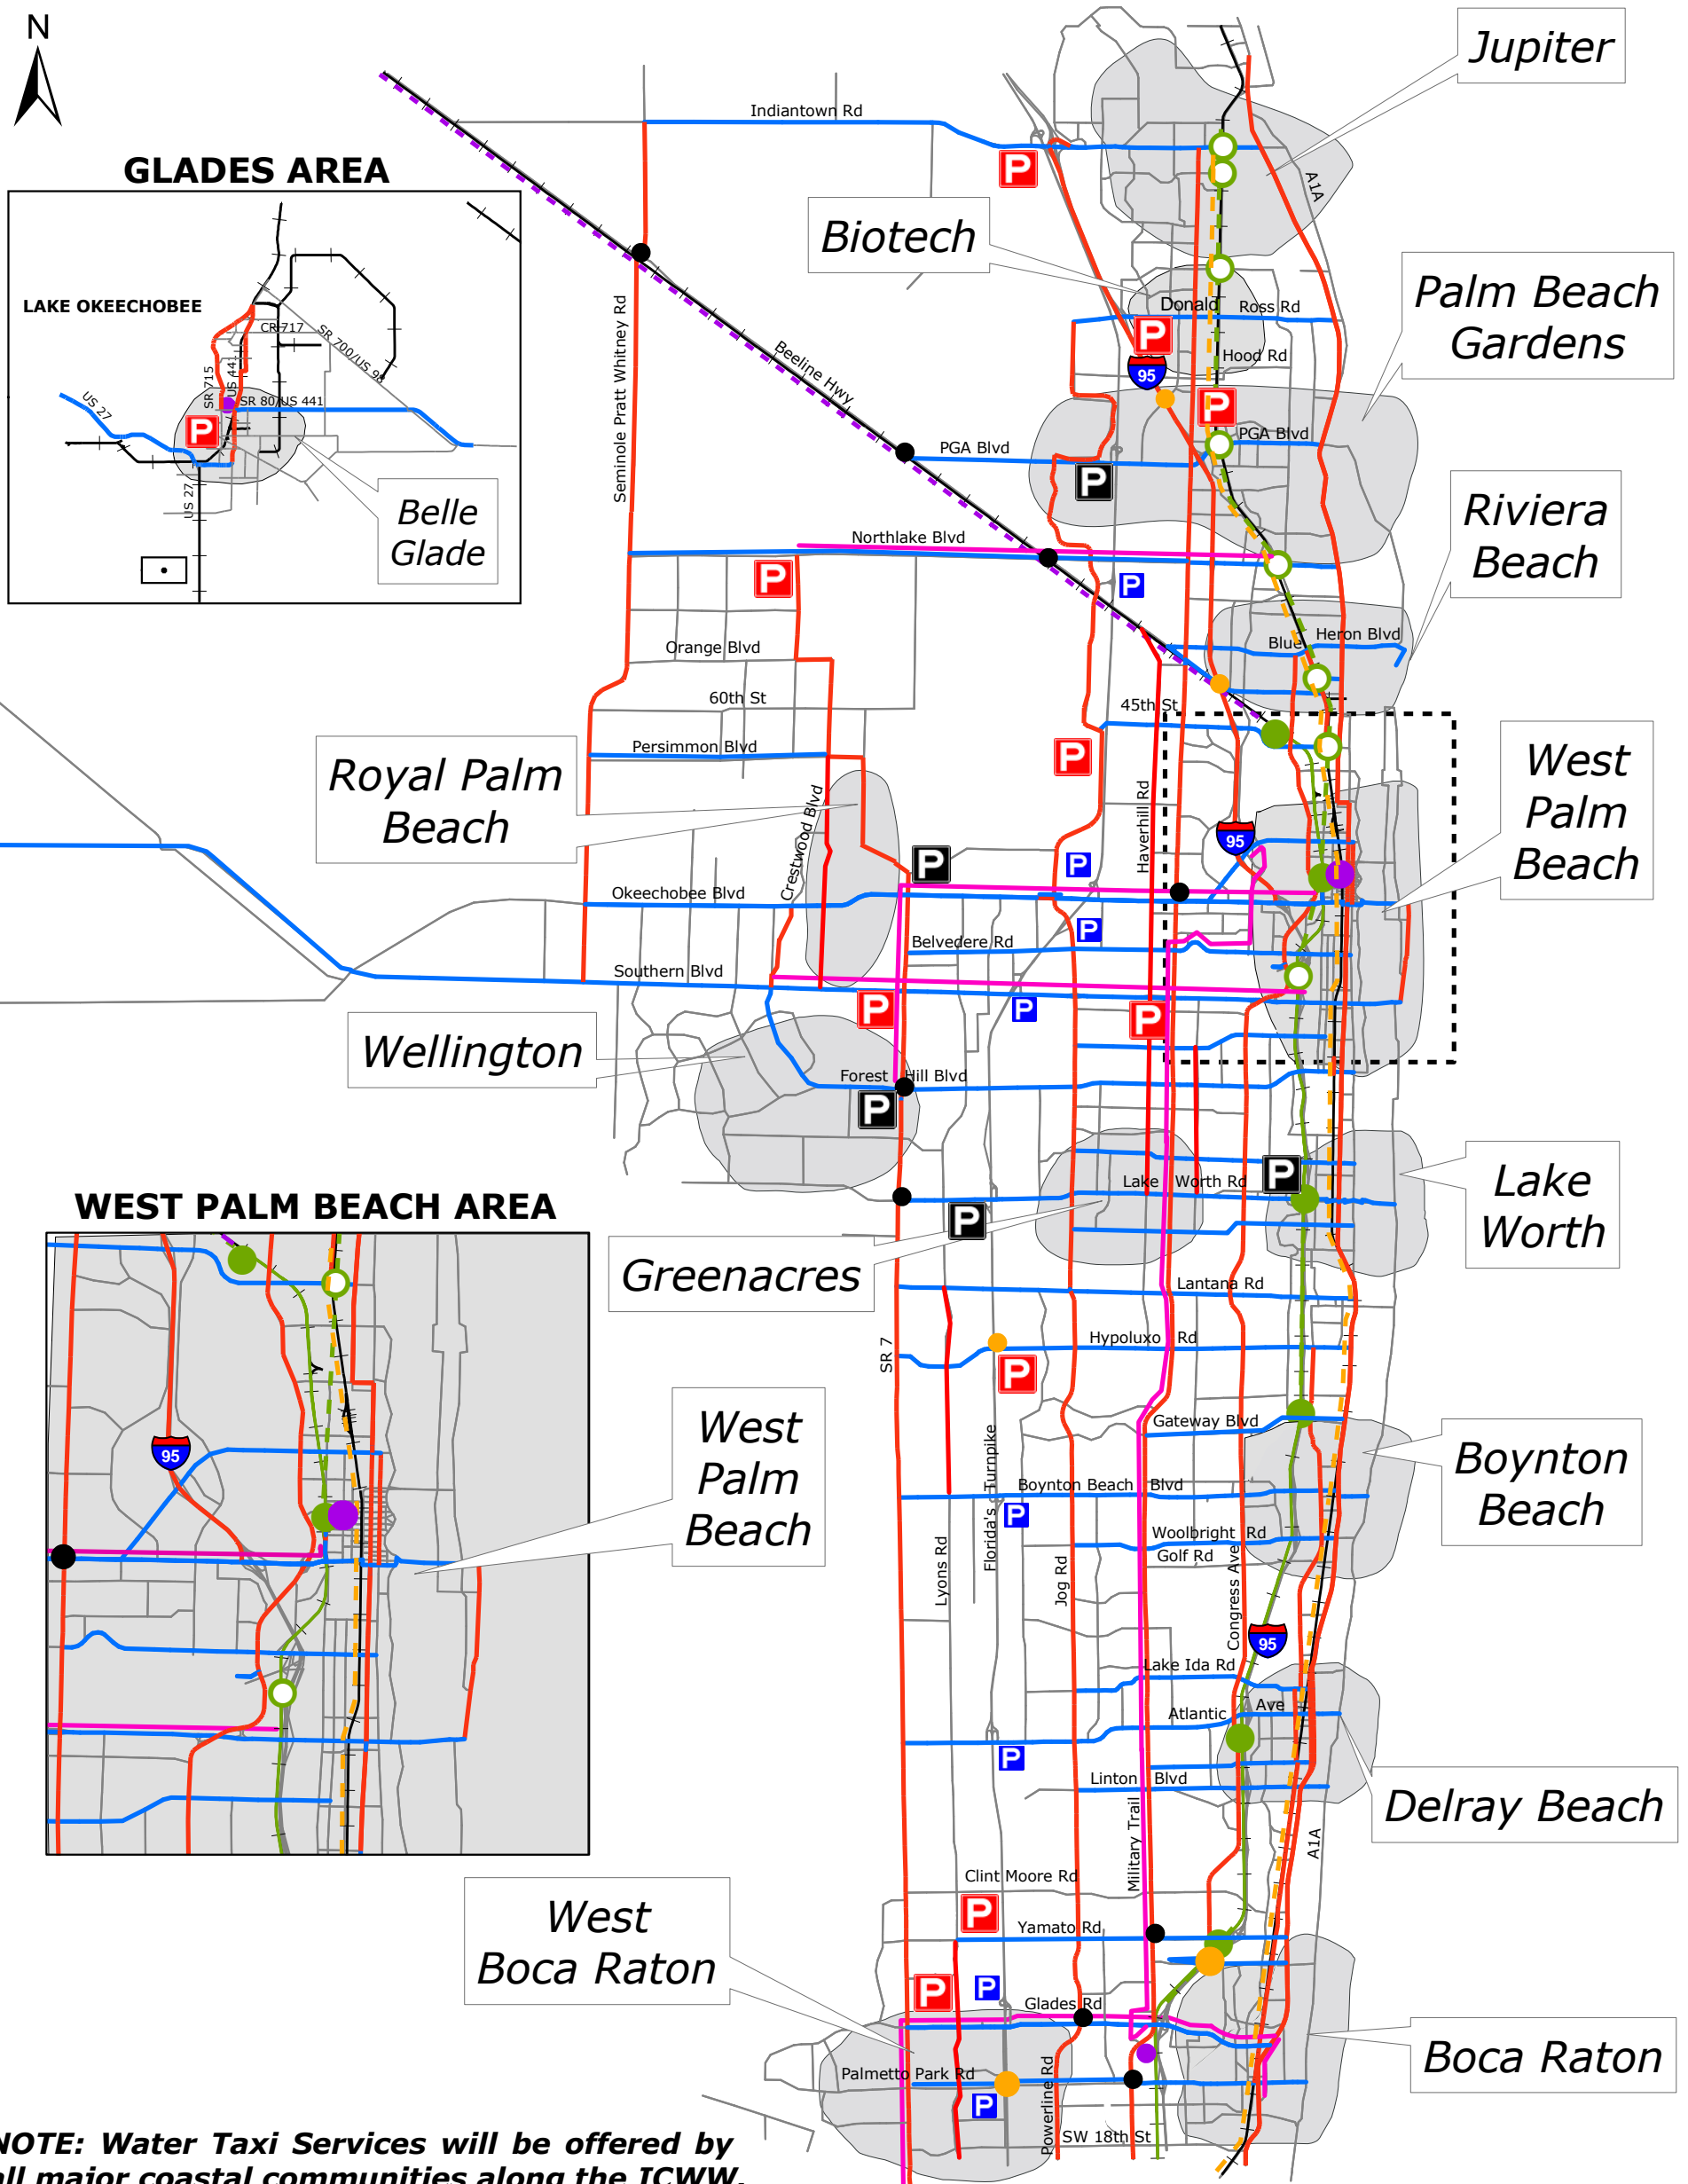 N
Jupiter
Indiantown Rd
P
A1A
GLADES AREA
Biotech
LAKE OKEECHOBEE
CR 717
SR 700/US 98
SR 715
US 441
SR 80/US 441
US 27
P
US 27
Belle
Glade
Palm Beach
Gardens
Donald Ross Rd
P
95
Hood Rd
P
Seminole Pratt Whitney Rd
Beeline Hwy
PGA Blvd
PGA Blvd
P
Riviera
Beach
Northlake Blvd
P
P
Orange Blvd
Blue Heron Blvd
60th St
45th St
Persimmon Blvd
P
Royal Palm
Beach
Crestwood Blvd
Haverhill Rd
95
West
Palm
Beach
P
P
Okeechobee Blvd
P
Belvedere Rd
Southern Blvd
P
P
P
Wellington
Forest Hill Blvd
P
P
Lake Worth Rd
Lake
Worth
P
WEST PALM BEACH AREA
Greenacres
Lantana Rd
SR 7
Hypoluxo Rd
P
95
West
Palm
Beach
Gateway Blvd
Florida's Turnpike
Boynton
Beach
Boynton Beach Blvd
P
Woolbright Rd
Golf Rd
Lyons Rd
Jog Rd
Congress Ave
95
Lake Ida Rd
Atlantic Ave
P
Linton Blvd
Delray Beach
Military Trail
A1A
Clint Moore Rd
P
Yamato Rd
West
Boca Raton
P
P
Glades Rd
Boca Raton
Palmetto Park Rd
P
Powerline Rd
SW 18th St
NOTE: Water Taxi Services will be offered by
all major coastal communities along the ICWW.